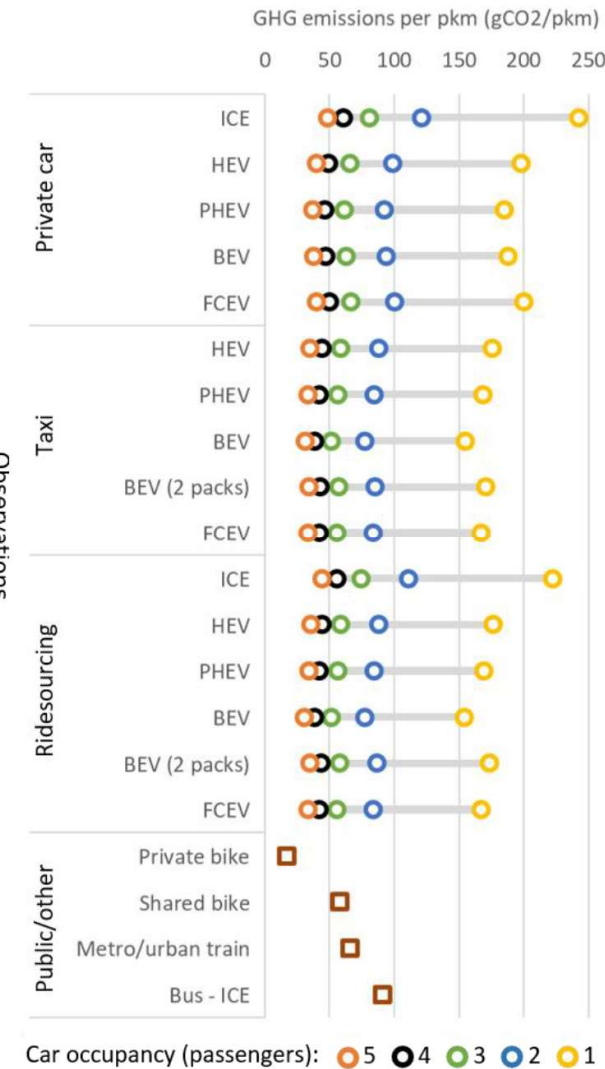 GHG emissions per pkm (gCO2/pkm)
0 50 100 150 200 250
Private car
ICE
HEV
PHEV
BEV
FCEV
Taxi
HEV
PHEV
BEV
BEV (2 packs)
FCEV
Observations
Ridesourcing
ICE
HEV
PHEV
BEV
BEV (2 packs)
FCEV
Public/other
Private bike
Shared bike
Metro/urban train
Bus - ICE
Car occupancy (passengers): 5 4 3 2 1